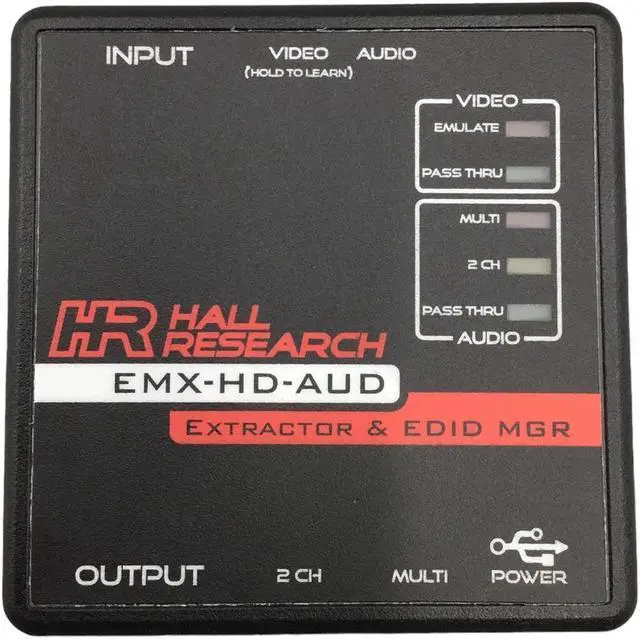 INPUT VIDEO AUDIO
(HOLD TO LEARN)
VIDEO
EMULATE
PASS THRU
MULTI
2 CH
PASS THRU
AUDIO
HR HALL
RESEARCH
EMX-HD-AUD
EXTRACTOR & EDID MGR
OUTPUT 2 CH MULTI POWER